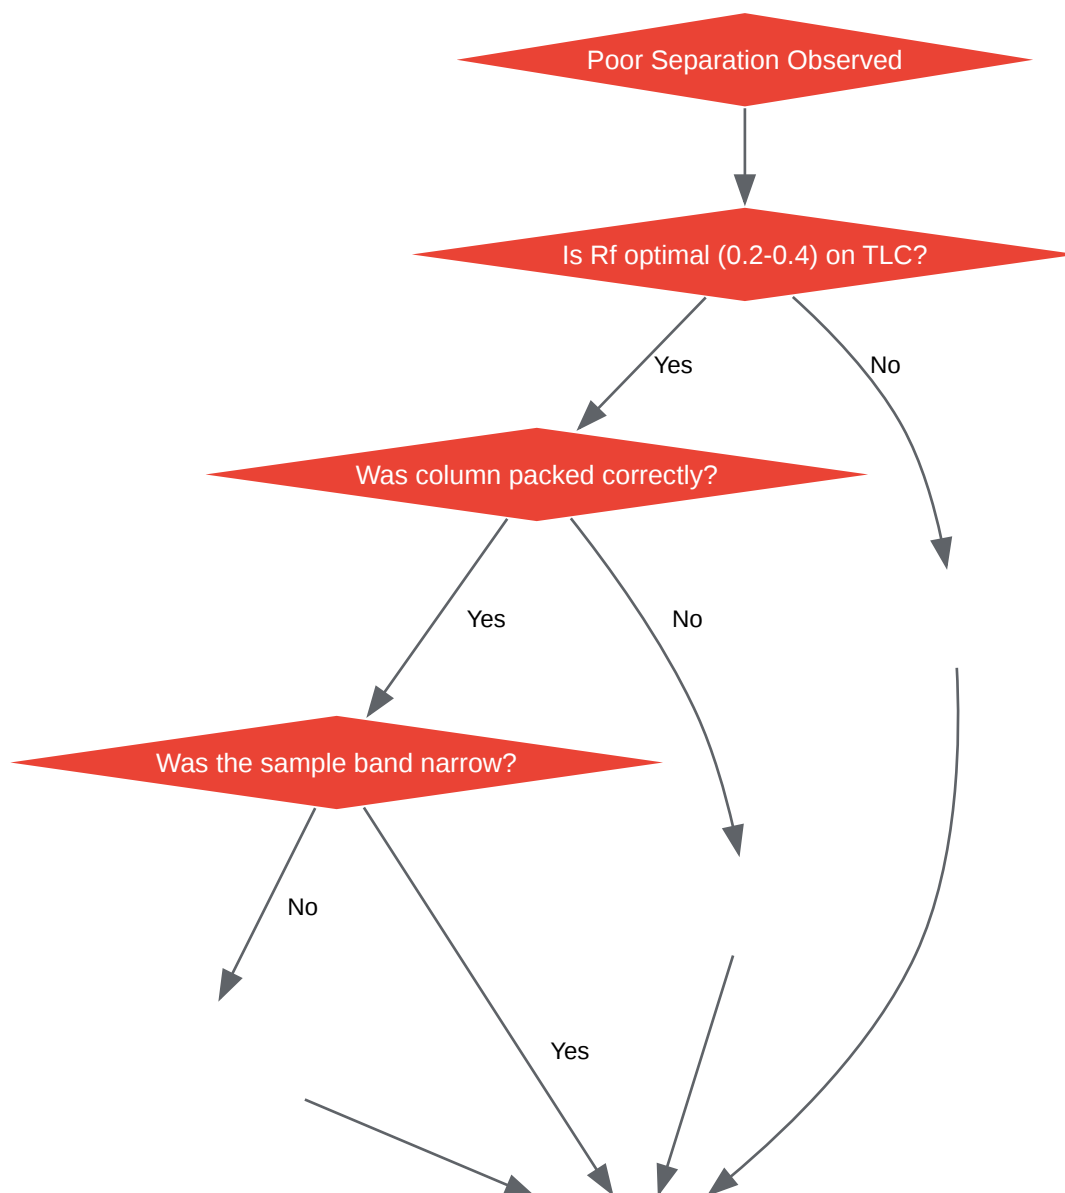 Poor Separation Observed
Is Rf optimal (0.2-0.4) on TLC?
Yes
No
Was column packed correctly?
Yes
No
Was the sample band narrow?
No
Yes